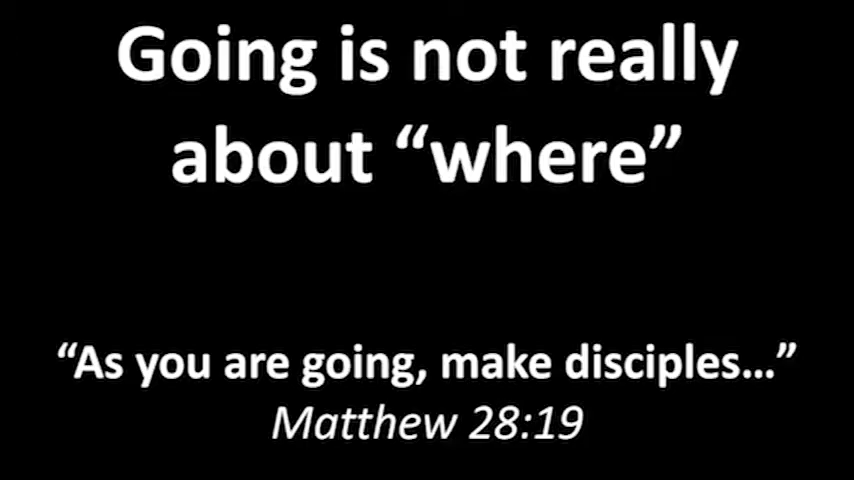 Going is not really
about “where”
“As you are going, make disciples...”
Matthew 28:19